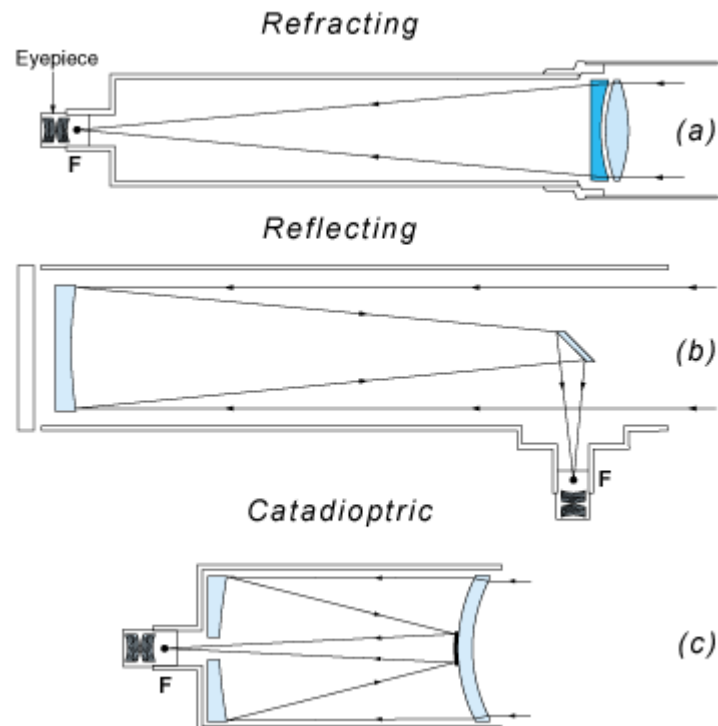 Refracting
Eyepiece
F
(a)
Reflecting
(b)
F
Catadioptric
(c)
F